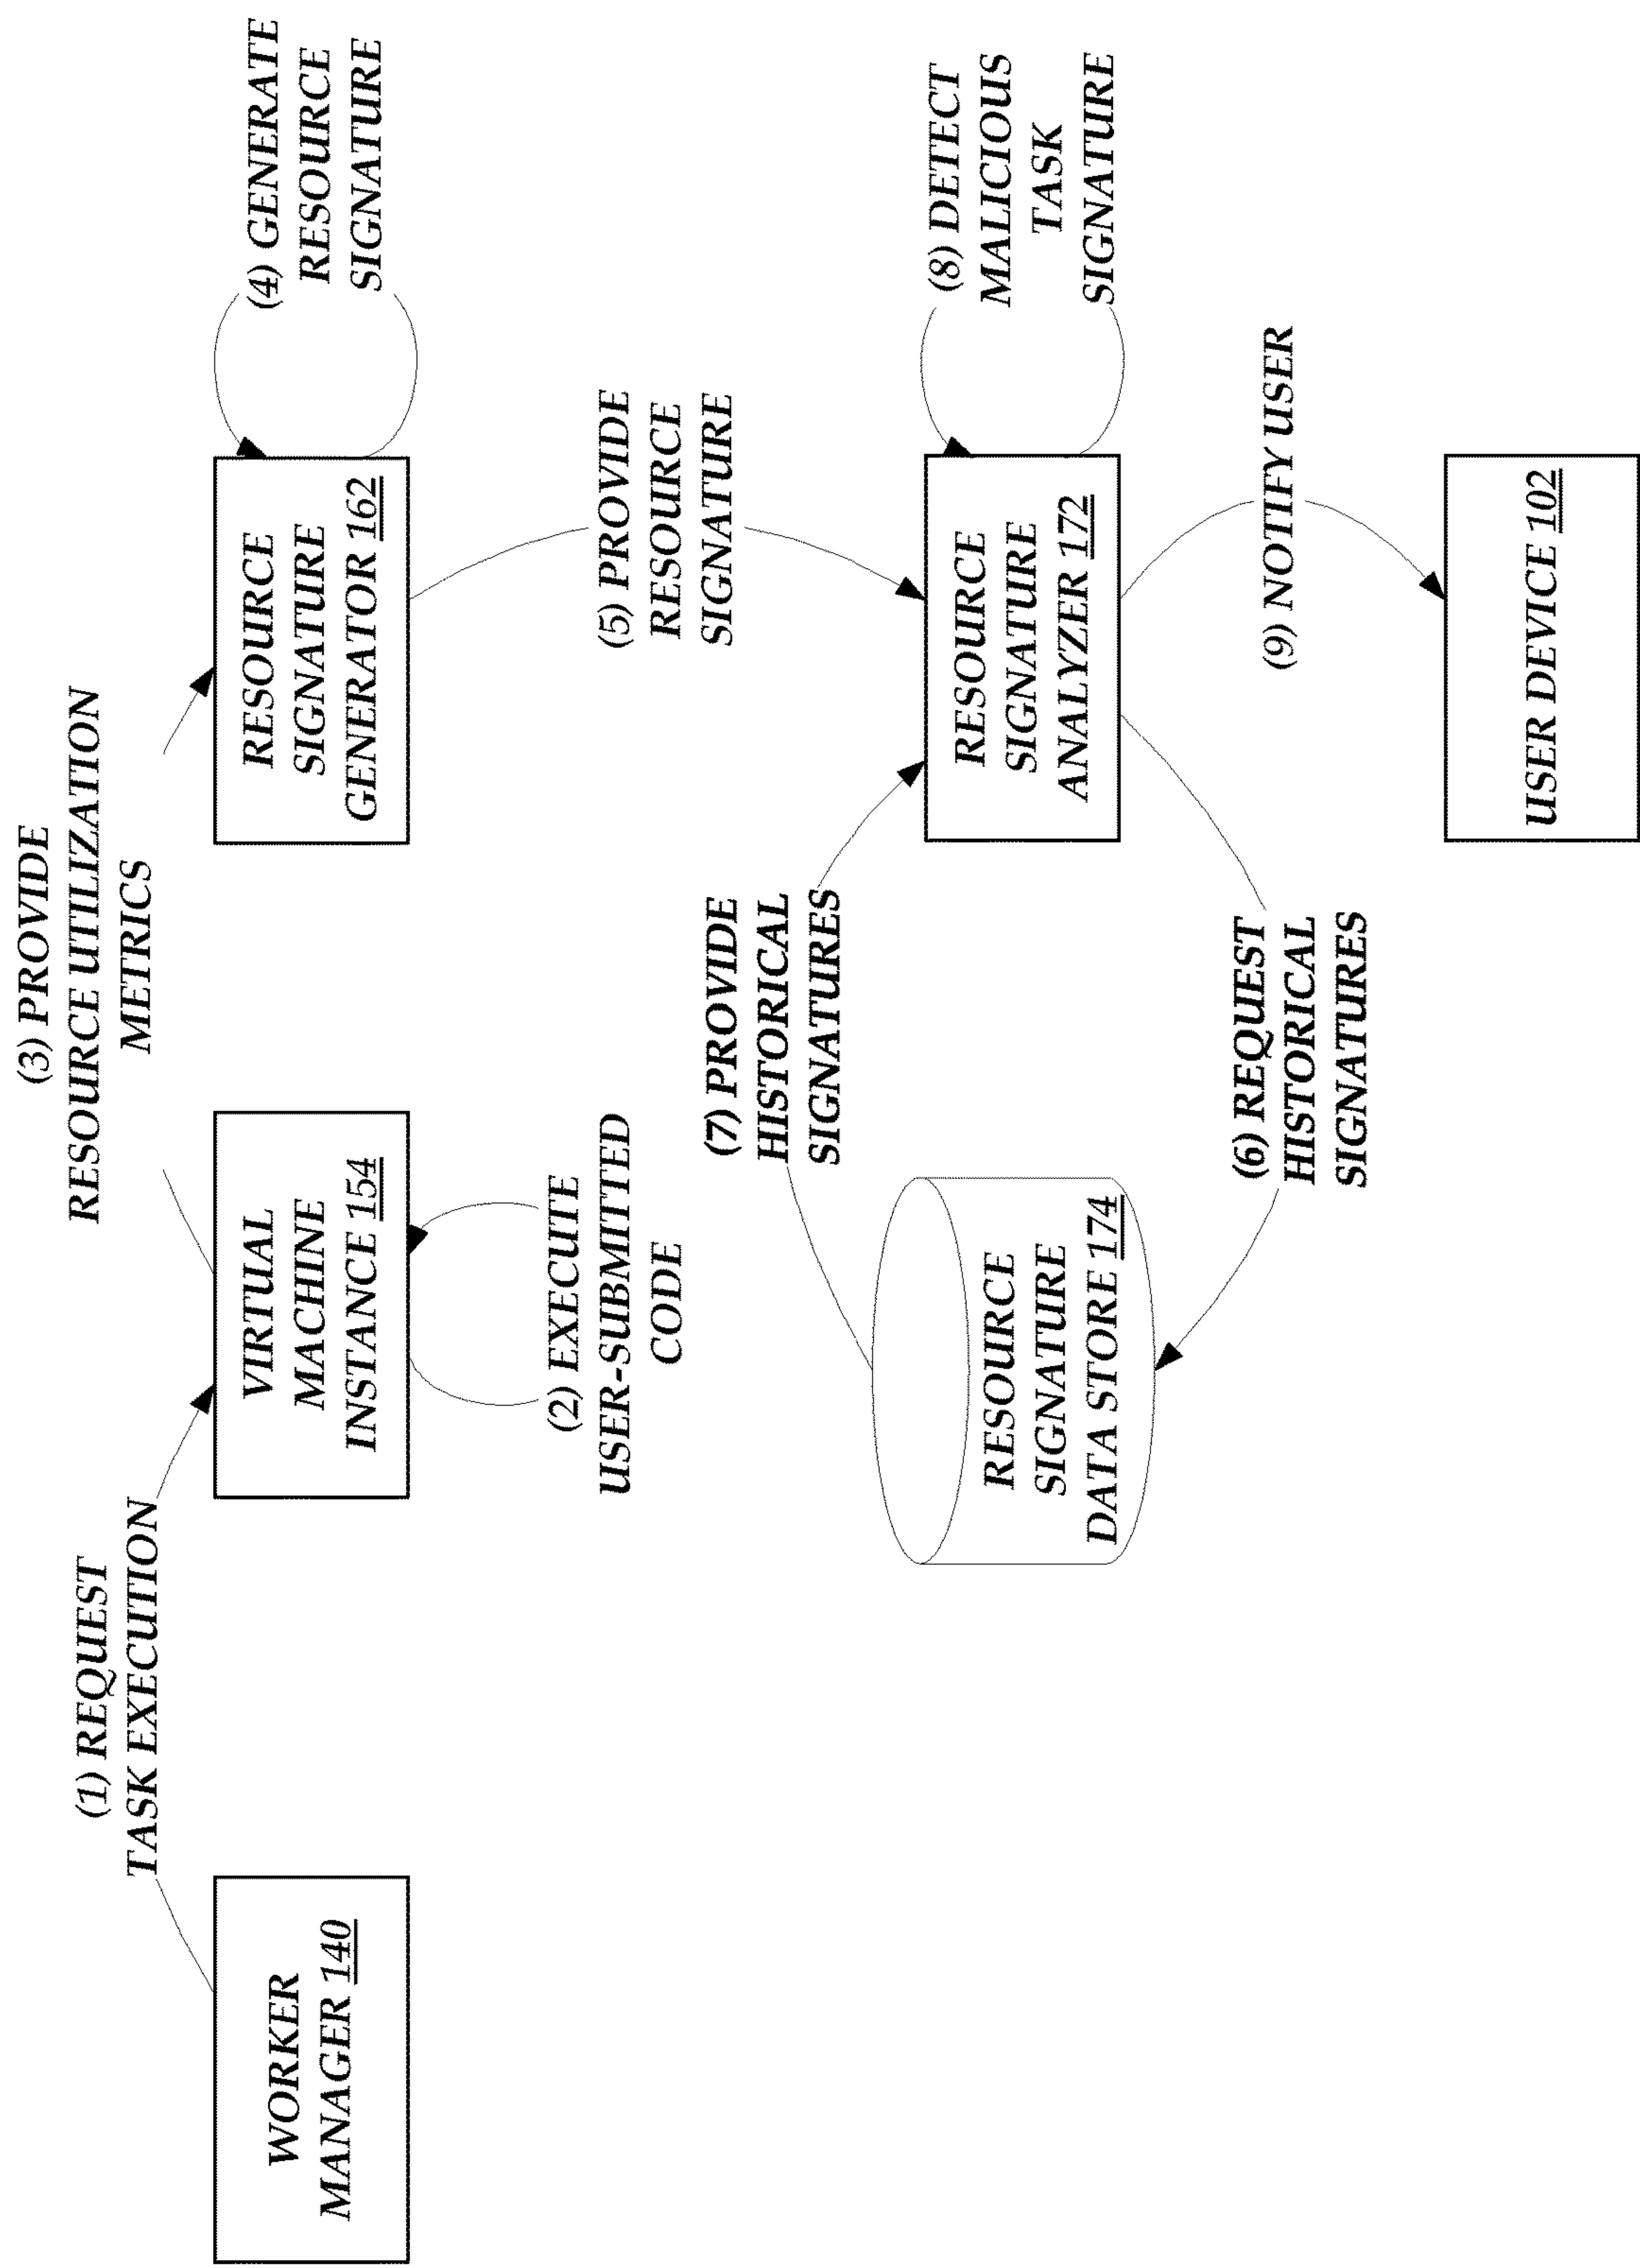 (1) REQUEST
TASK EXECUTION
(3) PROVIDE
RESOURCE UTILIZATION
METRICS
WORKER
MANAGER 140
VIRTUAL
MACHINE
INSTANCE 154
RESOURCE
SIGNATURE
GENERATOR 162
(4) GENERATE
RESOURCE
SIGNATURE
(2) EXECUTE
USER-SUBMITTED
CODE
(5) PROVIDE
RESOURCE
SIGNATURE
(7) PROVIDE
HISTORICAL
SIGNATURES
RESOURCE
SIGNATURE
DATA STORE 174
RESOURCE
SIGNATURE
ANALYZER 172
(8) DETECT
MALICIOUS
TASK
SIGNATURE
(6) REQUEST
HISTORICAL
SIGNATURES
(9) NOTIFY USER
USER DEVICE 102